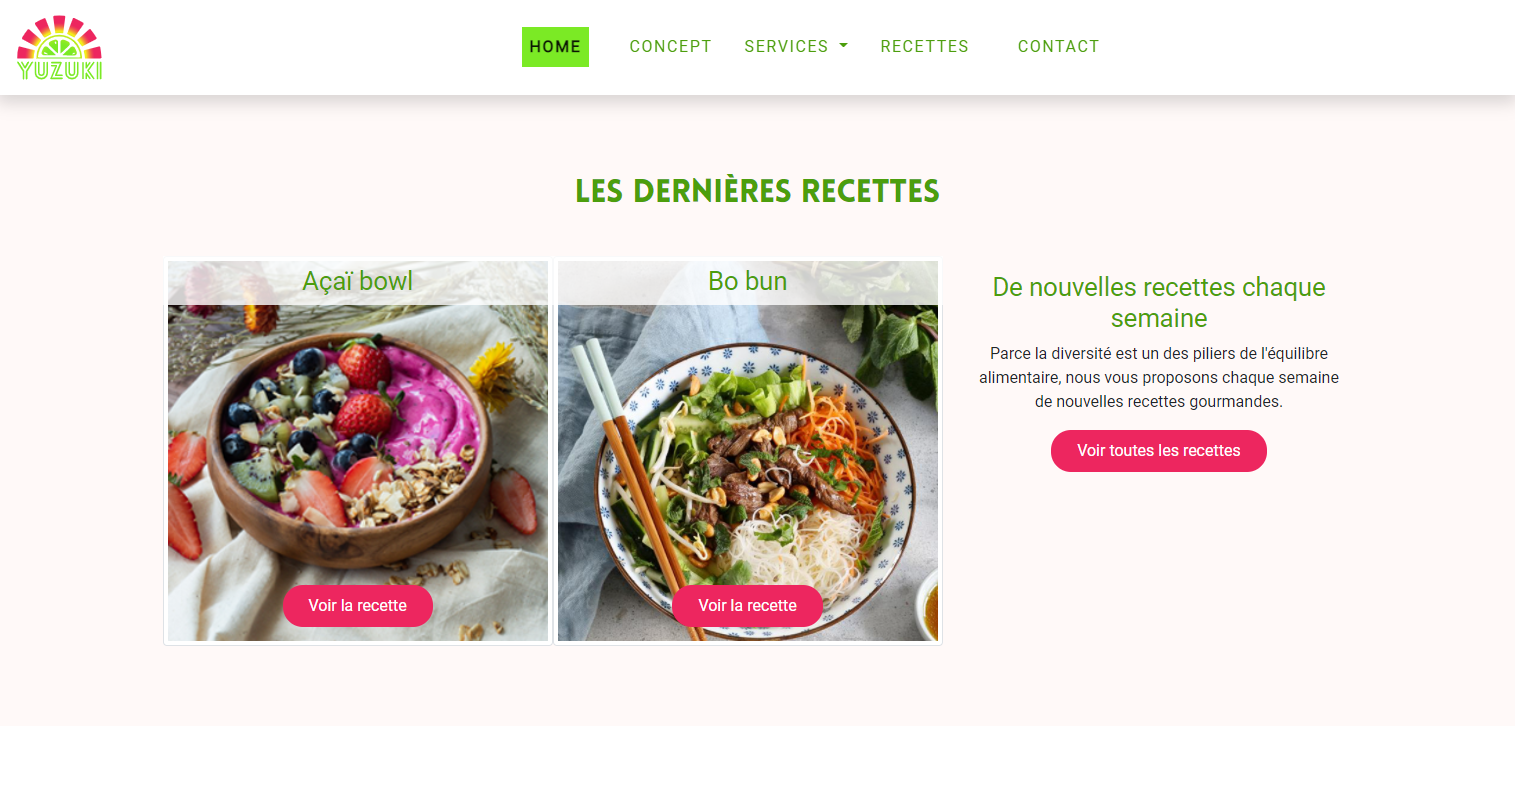 YUZUKI
HOME CONCEPT SERVICES RECETTES CONTACT
LES DERNIÈRES RECETTES
Açaï bowl
Voir la recette
Bo bun
Voir la recette
De nouvelles recettes chaque
semaine
Parce la diversité est un des piliers de l'équilibre
alimentaire, nous vous proposons chaque semaine
de nouvelles recettes gourmandes.
Voir toutes les recettes